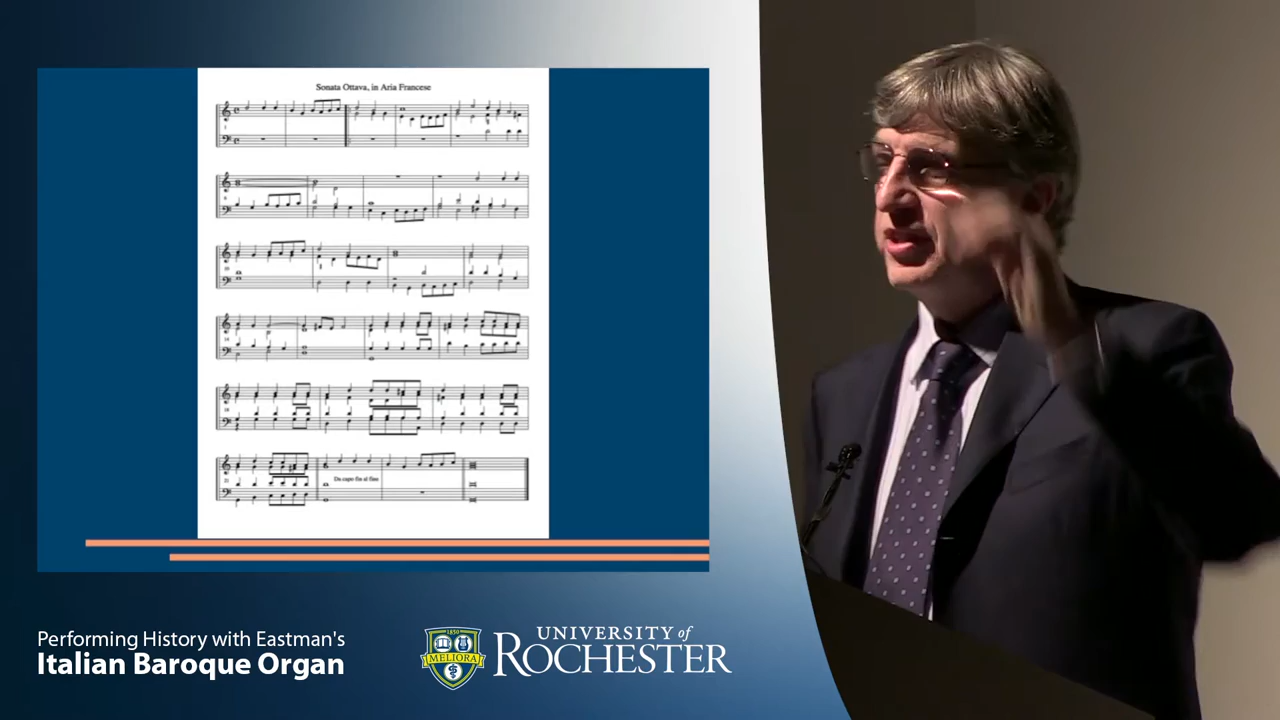 Sonata Ottava, in Aria Francese
Da capo fin al fine
Performing History with Eastman's
Italian Baroque Organ
1850
MELIORA
UNIVERSITY of
ROCHESTER